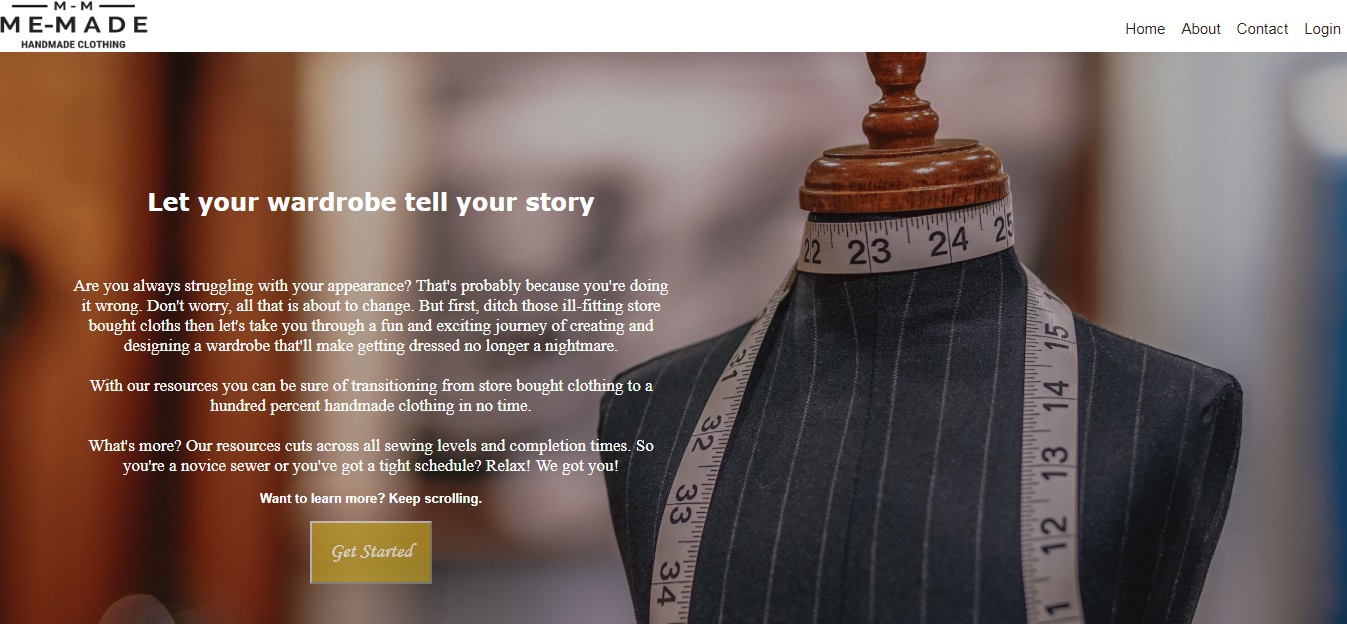 M-M
ME-MADE
HANDMADE CLOTHING
Home About Contact Login
Let your wardrobe tell your story
Are you always struggling with your appearance? That's probably because you're doing
it wrong. Don't worry, all that is about to change. But first, ditch those ill-fitting store
bought cloths then let's take you through a fun and exciting journey of creating and
designing a wardrobe that'll make getting dressed no longer a nightmare.
With our resources you can be sure of transitioning from store bought clothing to a
hundred percent handmade clothing in no time.
What's more? Our resources cuts across all sewing levels and completion times. So
you're a novice sewer or you've got a tight schedule? Relax! We got you!
Want to learn more? Keep scrolling.
Get Started
22 23 24 25
31
32
33
34
15
14
13
12
1